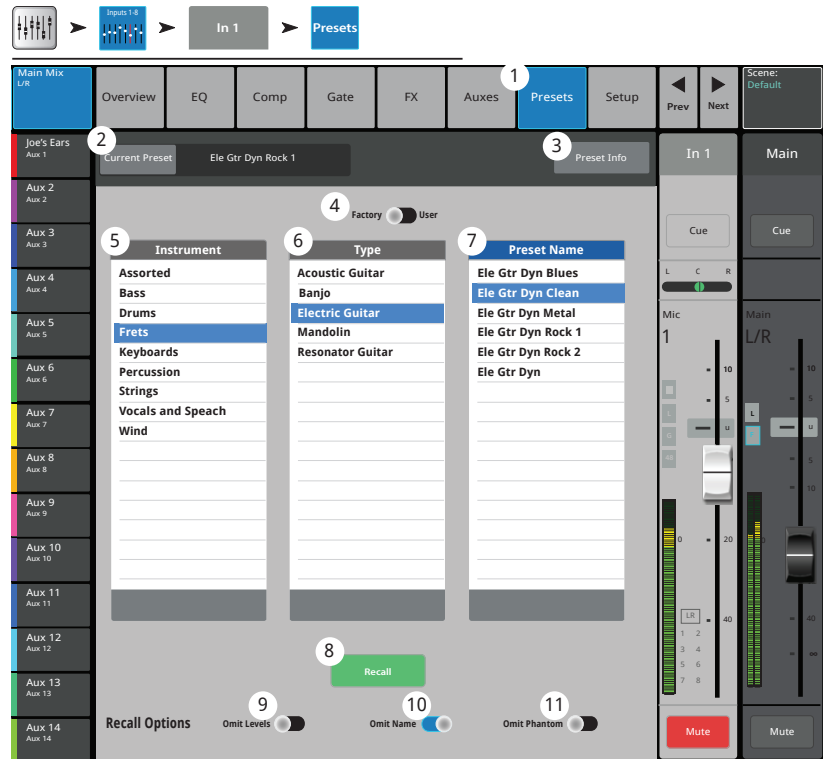 Inputs 1-8
In 1
Presets
Main Mix
L/R
Overview
EQ
Comp
Gate
FX
Auxes
1
Presets
Setup
Prev
Next
Scene:
Default
Joe's Ears
Aux 1
Aux 2
Aux 2
Aux 3
Aux 3
Aux 4
Aux 4
Aux 5
Aux 5
Aux 6
Aux 6
Aux 7
Aux 7
Aux 8
Aux 8
Aux 9
Aux 9
Aux 10
Aux 10
Aux 11
Aux 11
Aux 12
Aux 12
Aux 13
Aux 13
Aux 14
Aux 14
2
Current Preset
Ele Gtr Dyn Rock 1
3
Preset Info
4
Factory
User
5
Instrument
Assorted
Bass
Drums
Frets
Keyboards
Percussion
Strings
Vocals and Speach
Wind
6
Type
Acoustic Guitar
Banjo
Electric Guitar
Mandolin
Resonator Guitar
7
Preset Name
Ele Gtr Dyn Blues
Ele Gtr Dyn Clean
Ele Gtr Dyn Metal
Ele Gtr Dyn Rock 1
Ele Gtr Dyn Rock 2
Ele Gtr Dyn
8
Recall
Recall Options
9
Omit Levels
10
Omit Name
11
Omit Phantom
In 1
Cue
L C R
Mic
1
10
5
U
L
G
0
20
LR
40
1 2
3 4
5 6
7 8
Mute
Main
Cue
Main
L/R
10
5
L
U
5
10
0
40
∞
Mute